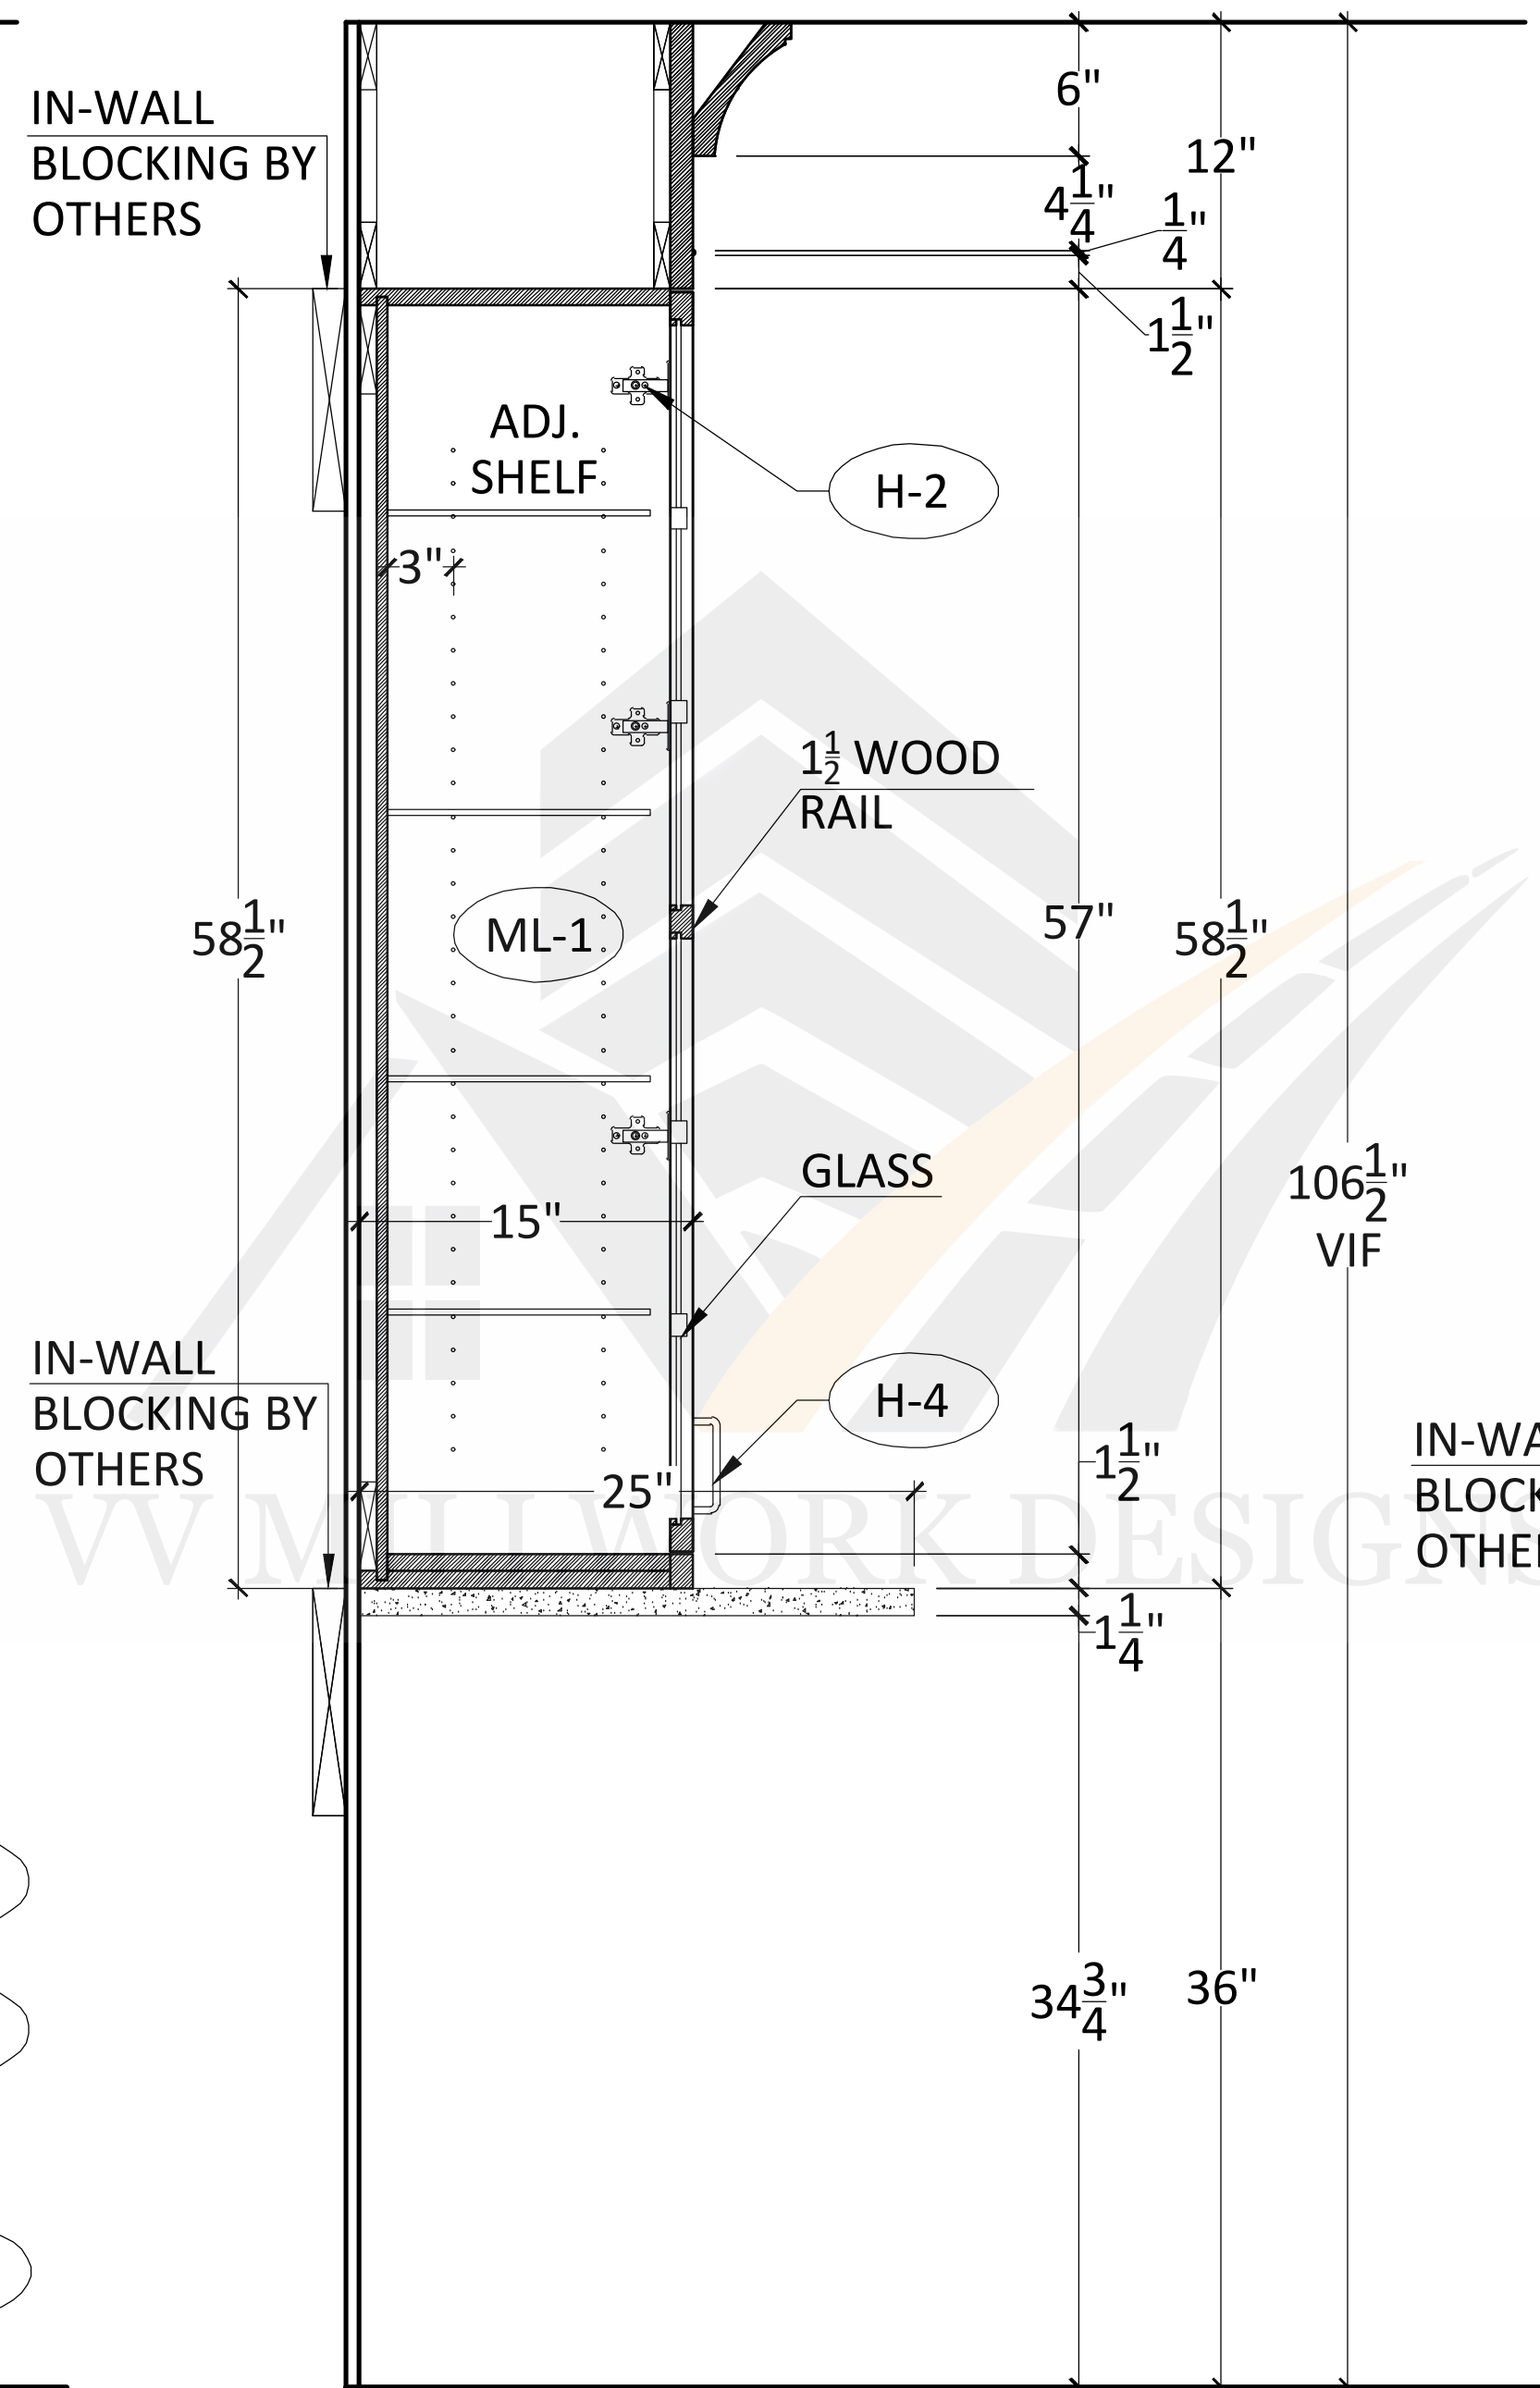 IN-WALL
BLOCKING BY
OTHERS
6"
12"
4 1/4"
1/4"
1 1/2"
ADJ.
SHELF
H-2
3"
1 1/2 WOOD
RAIL
58 1/2"
ML-1
57"
58 1/2"
GLASS
15"
106 1/2"
VIF
IN-WALL
BLOCKING BY
OTHERS
H-4
25"
1 1/2"
VV MILLWORK DESIGNS
1 1/4"
34 3/4"
36"